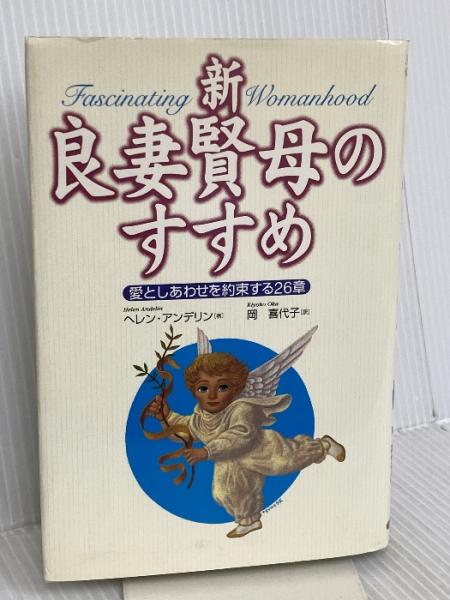 新
Fascinating Womanhood
良妻賢母の
すすめ
愛としあわせを約束する26章
Helen Andelin Kiyoko Oka
ヘレン・アンデリン(著) 岡 喜代子(訳)